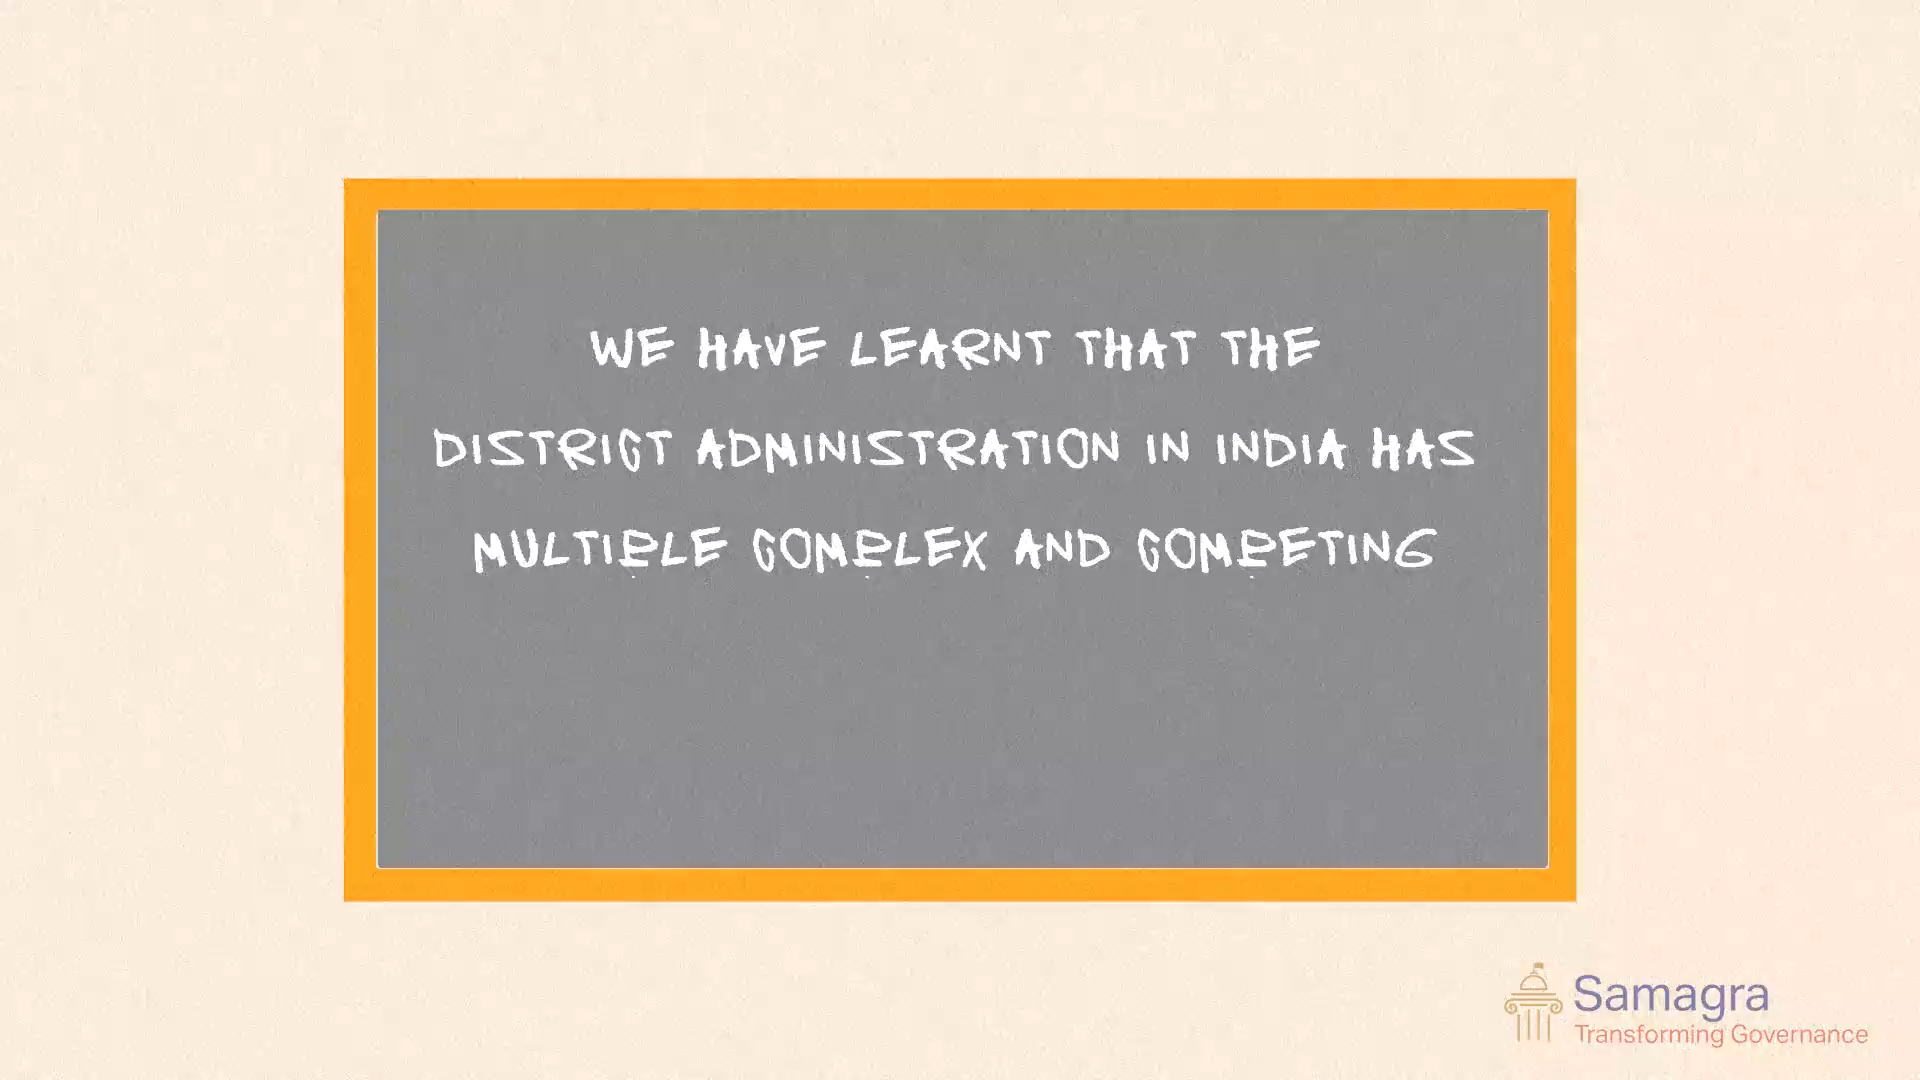 WE HAVE LEARNT THAT THE
DISTRICT ADMINISTRATION IN INDIA HAS
MULTIPLE COMPLEX AND COMPETING
Samagra
Transforming Governance